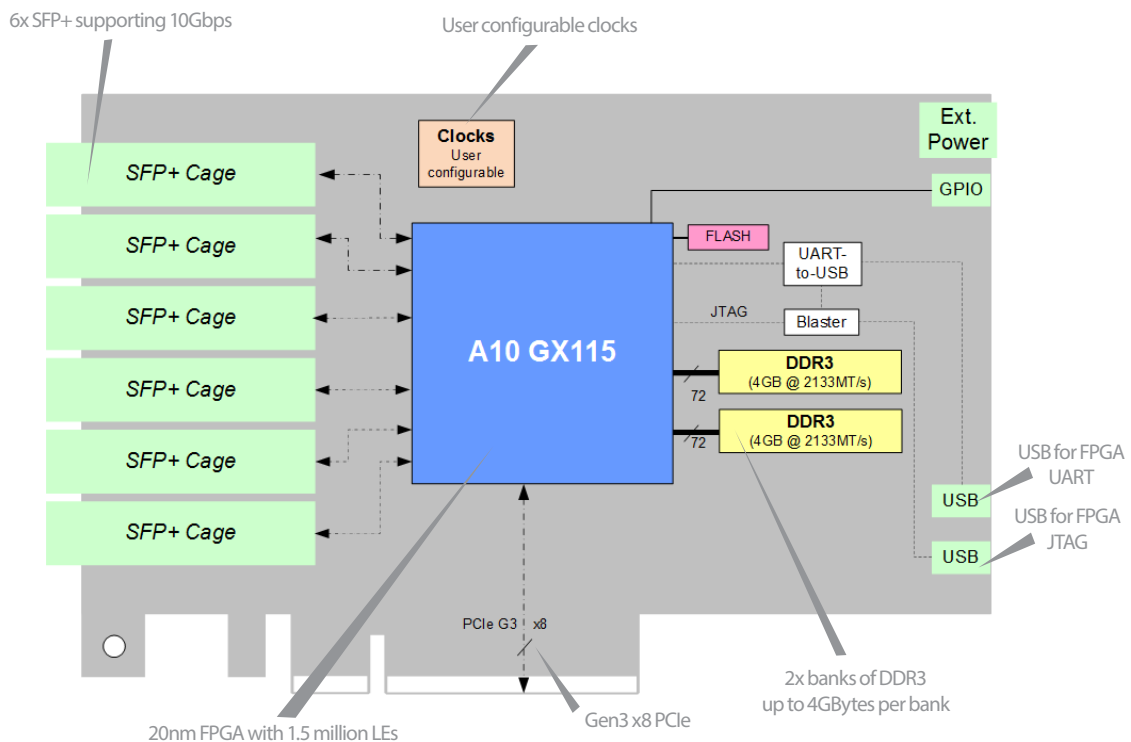 6x SFP+ supporting 10Gbps
User configurable clocks
Clocks
User
configurable
Ext.
Power
SFP+ Cage
GPIO
SFP+ Cage
FLASH
UART-
to-USB
SFP+ Cage
JTAG
Blaster
A10 GX115
DDR3
(4GB @ 2133MT/s)
72
SFP+ Cage
DDR3
(4GB @ 2133MT/s)
72
SFP+ Cage
USB for FPGA
UART
USB
SFP+ Cage
USB for FPGA
JTAG
USB
PCIe G3 x8
2x banks of DDR3
up to 4GBytes per bank
Gen3 x8 PCIe
20nm FPGA with 1.5 million LEs